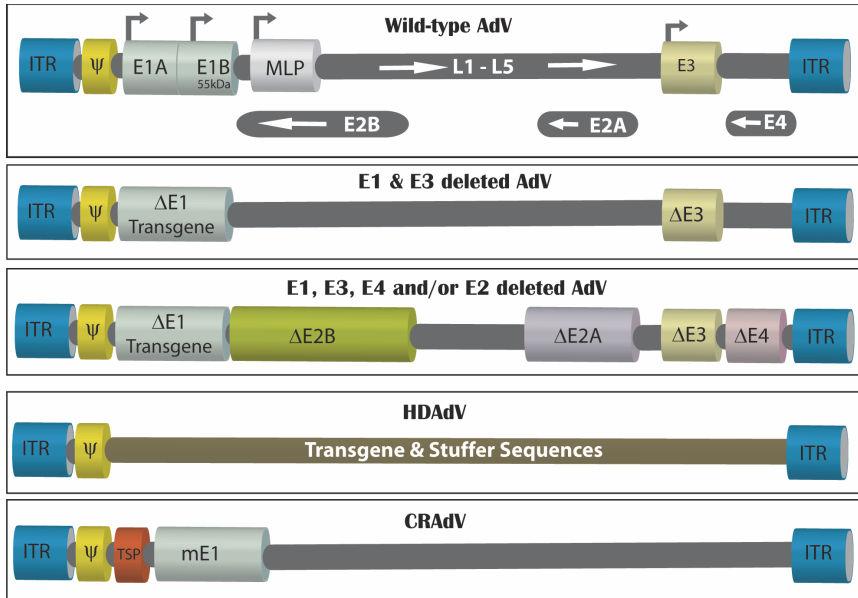 Wild-type AdV
ITR ψ E1A E1B MLP L1 - L5 E3 ITR
55kDa
E2B E2A E4
E1 & E3 deleted AdV
ITR ψ ΔE1 ΔE3 ITR
Transgene
E1, E3, E4 and/or E2 deleted AdV
ITR ψ ΔE1 ΔE2B ΔE2A ΔE3 ΔE4 ITR
Transgene
HDAdV
ITR ψ Transgene & Stuffer Sequences ITR
CRAdV
ITR ψ TSP mE1 ITR